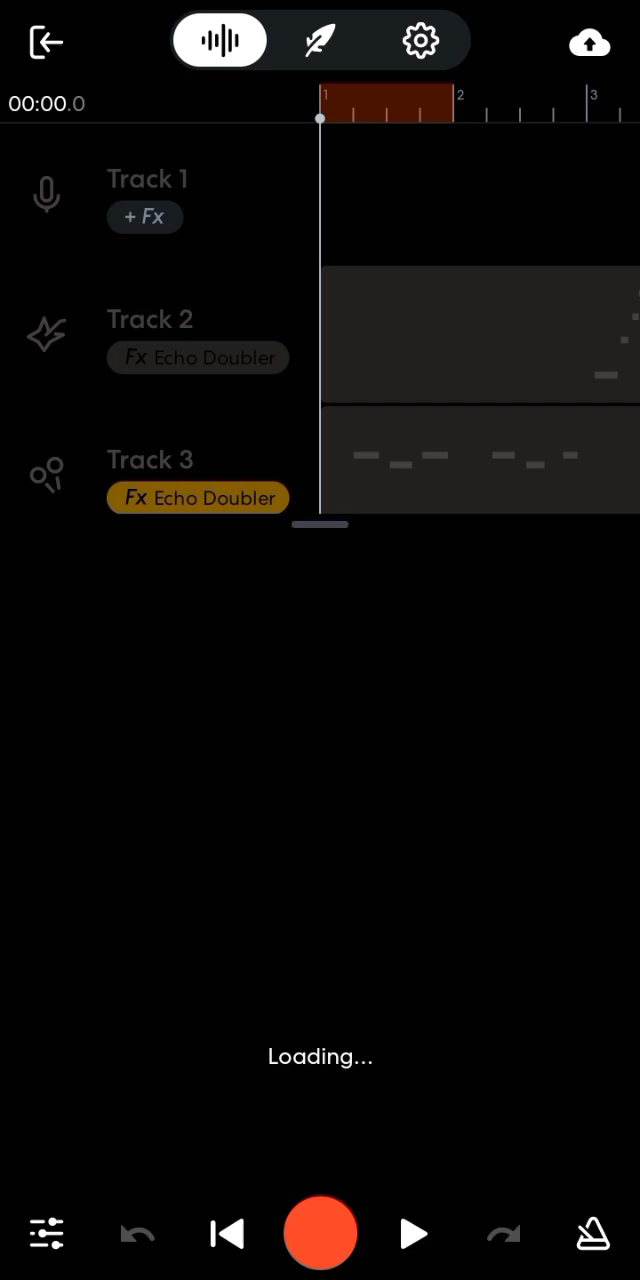 00:00.0
1
2
3
Track 1
+ Fx
Track 2
Fx Echo Doubler
Track 3
Fx Echo Doubler
Loading...